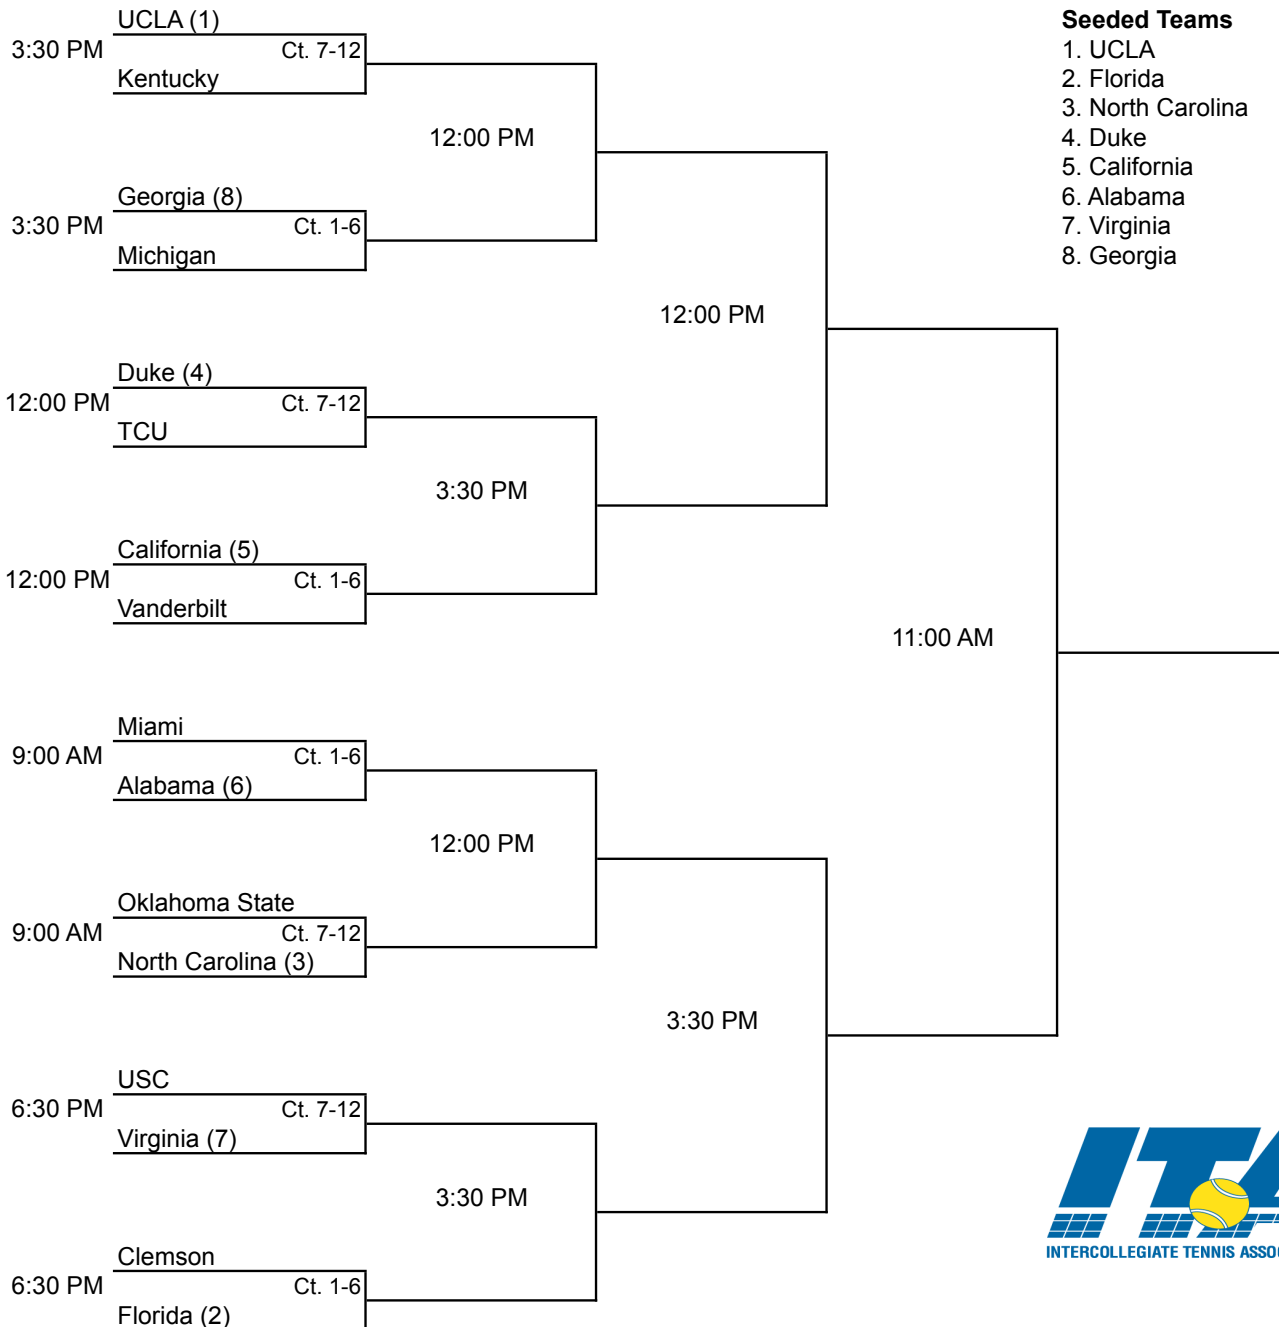 UCLA (1)
3:30 PM
Ct. 7-12
Kentucky
12:00 PM
Georgia (8)
3:30 PM
Ct. 1-6
Michigan
12:00 PM
Duke (4)
12:00 PM
Ct. 7-12
TCU
3:30 PM
California (5)
12:00 PM
Ct. 1-6
Vanderbilt
11:00 AM
Miami
9:00 AM
Ct. 1-6
Alabama (6)
12:00 PM
Oklahoma State
9:00 AM
Ct. 7-12
North Carolina (3)
3:30 PM
USC
6:30 PM
Ct. 7-12
Virginia (7)
3:30 PM
Clemson
6:30 PM
Ct. 1-6
Florida (2)
Seeded Teams
1. UCLA
2. Florida
3. North Carolina
4. Duke
5. California
6. Alabama
7. Virginia
8. Georgia
ITA
INTERCOLLEGIATE TENNIS